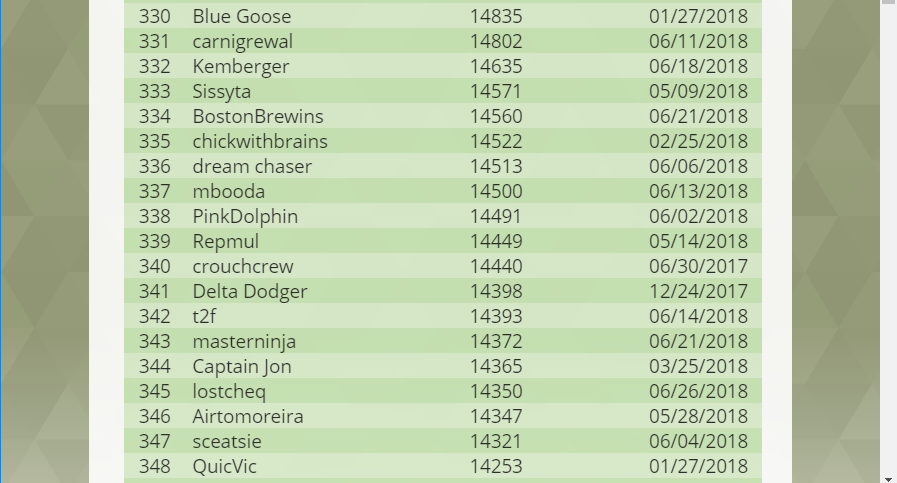 330 Blue Goose 14835 01/27/2018
331 carnigrewal 14802 06/11/2018
332 Kemberger 14635 06/18/2018
333 Sissyta 14571 05/09/2018
334 BostonBrewins 14560 06/21/2018
335 chickwithbrains 14522 02/25/2018
336 dream chaser 14513 06/06/2018
337 mbooda 14500 06/13/2018
338 PinkDolphin 14491 06/02/2018
339 Repmul 14449 05/14/2018
340 crouchcrew 14440 06/30/2017
341 Delta Dodger 14398 12/24/2017
342 t2f 14393 06/14/2018
343 masterninja 14372 06/21/2018
344 Captain Jon 14365 03/25/2018
345 lostcheq 14350 06/26/2018
346 Airtomoreira 14347 05/28/2018
347 sceatsie 14321 06/04/2018
348 QuicVic 14253 01/27/2018